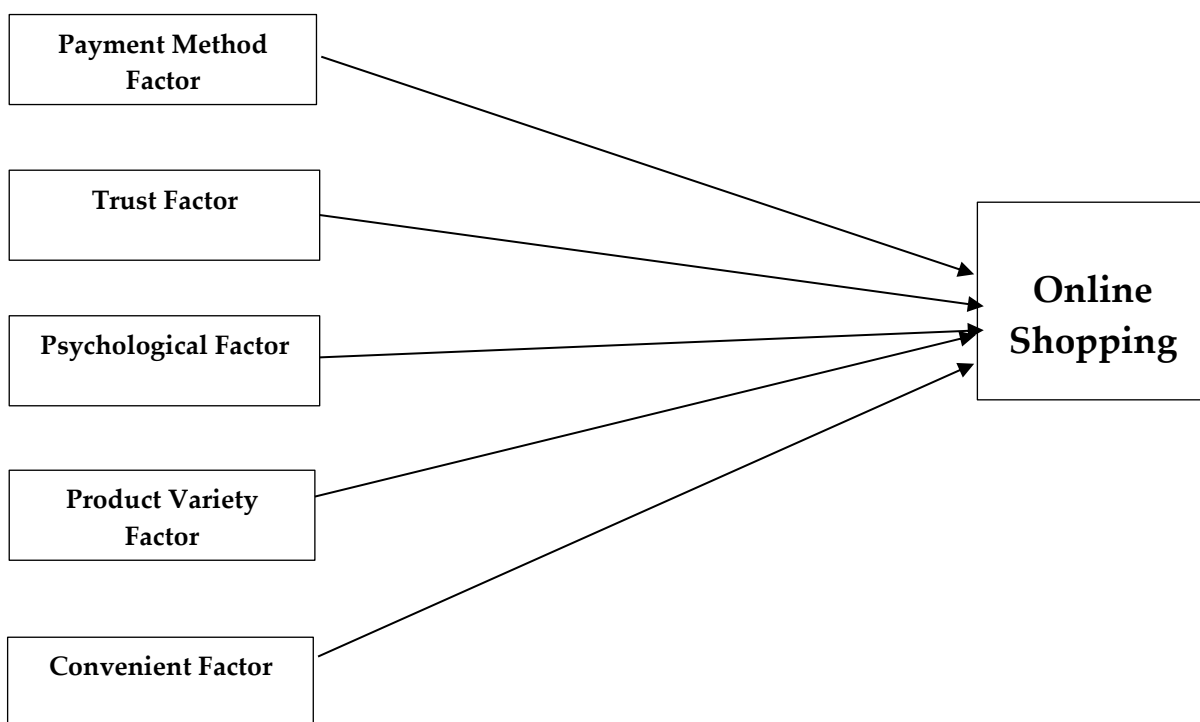 Payment Method
Factor
Trust Factor
Psychological Factor
Product Variety
Factor
Convenient Factor
Online
Shopping